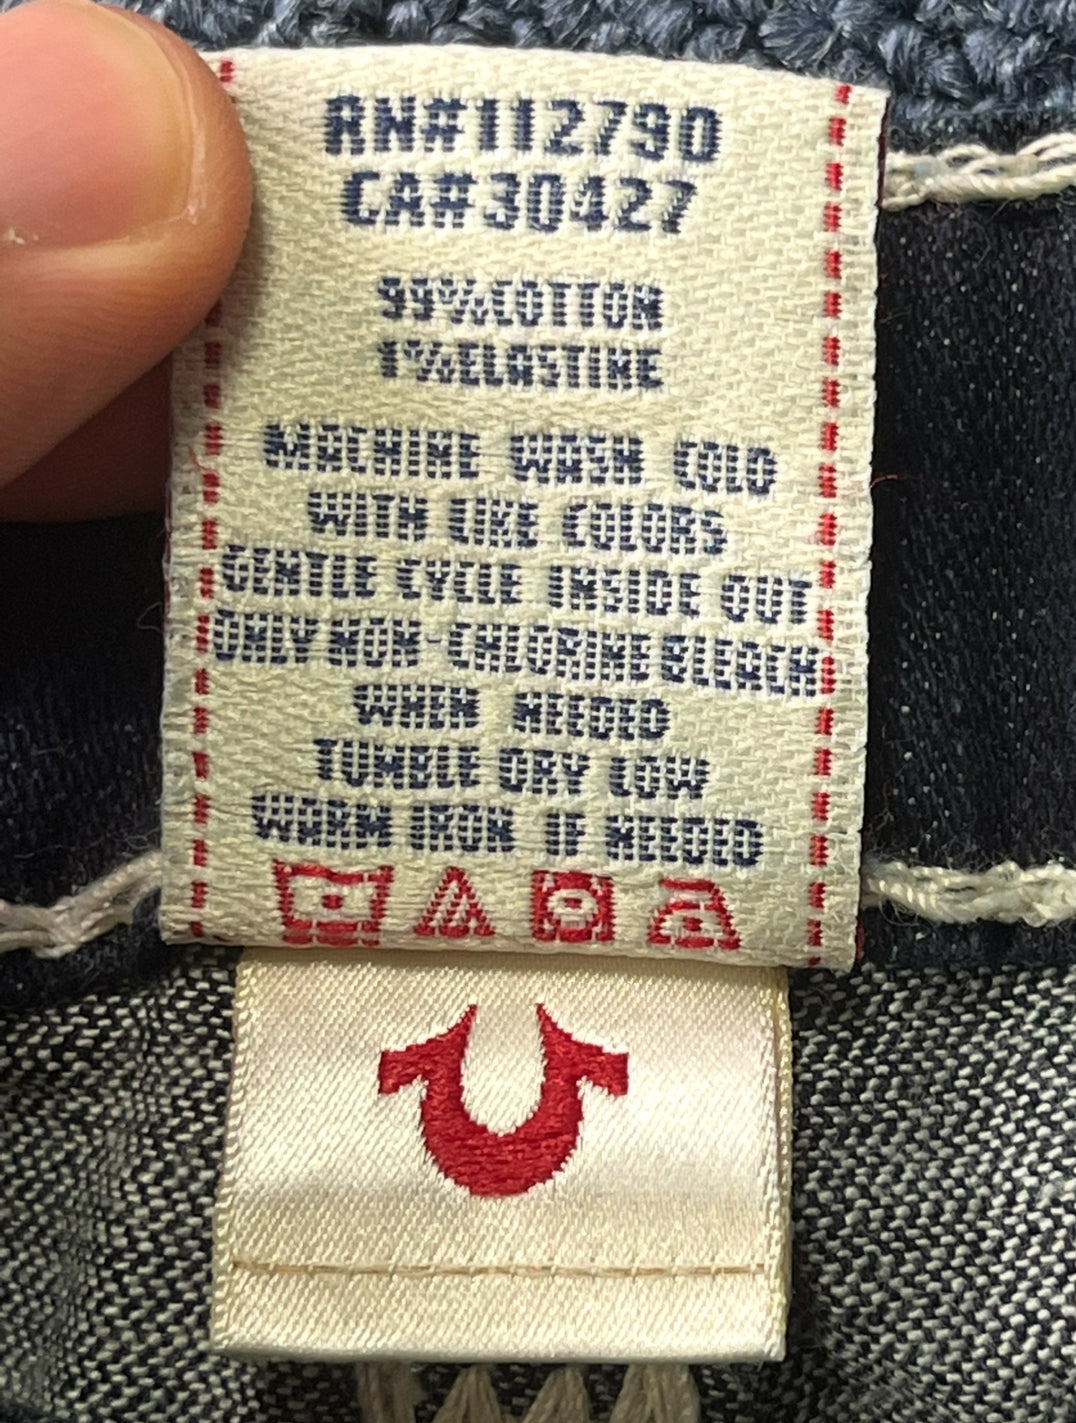 RN#112790
CA#30427
99%COTTON
1%ELASTINE
MACHINE WASH COLD
WITH LIKE COLORS
GENTLE CYCLE INSIDE OUT
ONLY NON-CHLORINE BLEACH
WHEN NEEDED
TUMBLE DRY LOW
WARM IRON IF NEEDED